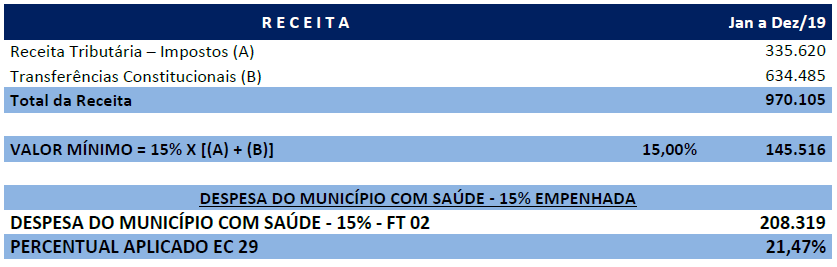 R E C E I T A Jan a Dez/19
Receita Tributária – Impostos (A) 335.620
Transferências Constitucionais (B) 634.485
Total da Receita 970.105
VALOR MÍNIMO = 15% X [(A) + (B)] 15,00% 145.516
DESPESA DO MUNICÍPIO COM SAÚDE - 15% EMPENHADA
DESPESA DO MUNICÍPIO COM SAÚDE - 15% - FT 02 208.319
PERCENTUAL APLICADO EC 29 21,47%